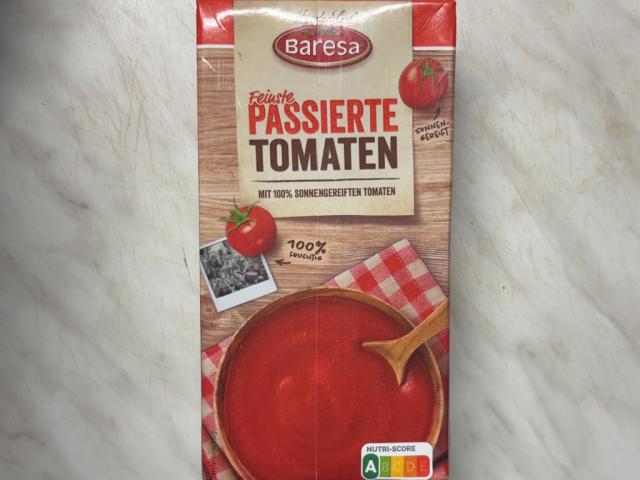 Baresa
Feinste
PASSIERTE
TOMATEN
MIT 100% SONNENGEREIFTEN TOMATEN
SONNEN-
GEREIFT
100%
FRUCHTIG
NUTRI-SCORE
A B C D E